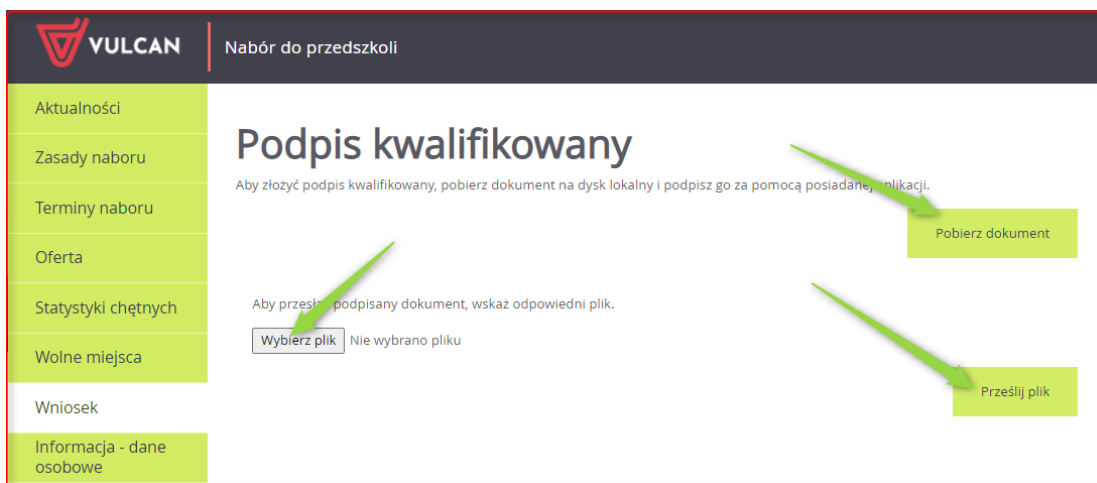 VULCAN
Nabór do przedszkoli
Aktualności
Zasady naboru
Terminy naboru
Oferta
Statystyki chętnych
Wolne miejsca
Wniosek
Informacja - dane
osobowe
Podpis kwalifikowany
Aby złożyć podpis kwalifikowany, pobierz dokument na dysk lokalny i podpisz go za pomocą posiadanej aplikacji.
Pobierz dokument
Aby przesłać podpisany dokument, wskaż odpowiedni plik.
Wybierz plik Nie wybrano pliku
Prześlij plik